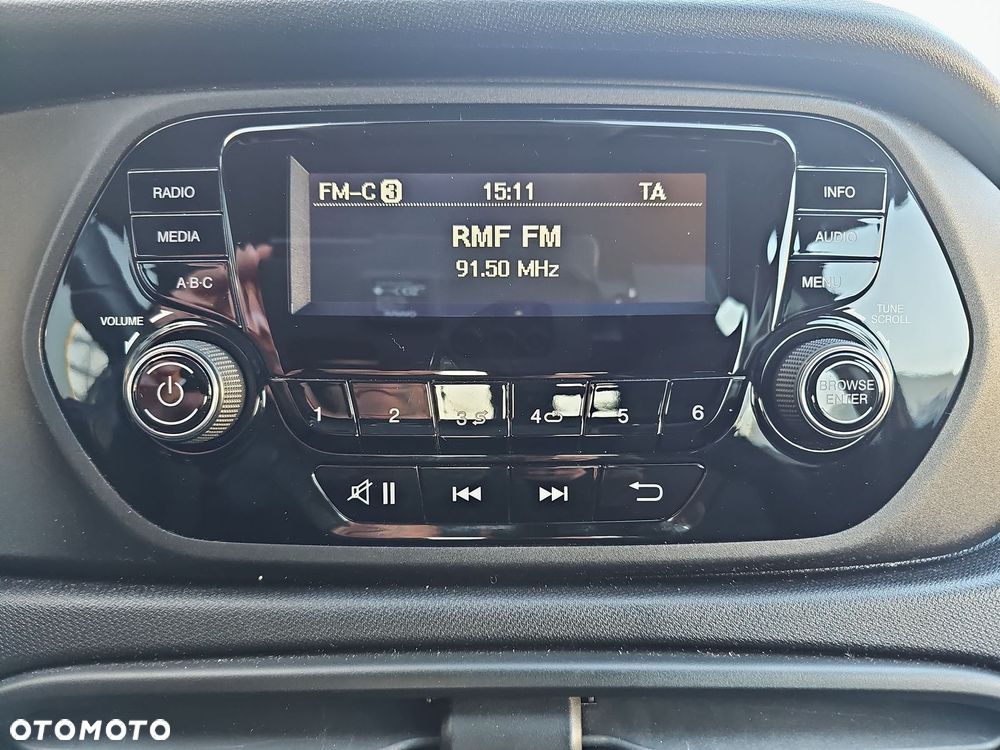 RADIO
MEDIA
A·B·C
VOLUME
FM-C 3 15:11 TA
RMF FM
91.50 MHz
INFO
AUDIO
MENU
TUNE
SCROLL
BROWSE
ENTER
1 2 3 4 5 6
OTOMOTO